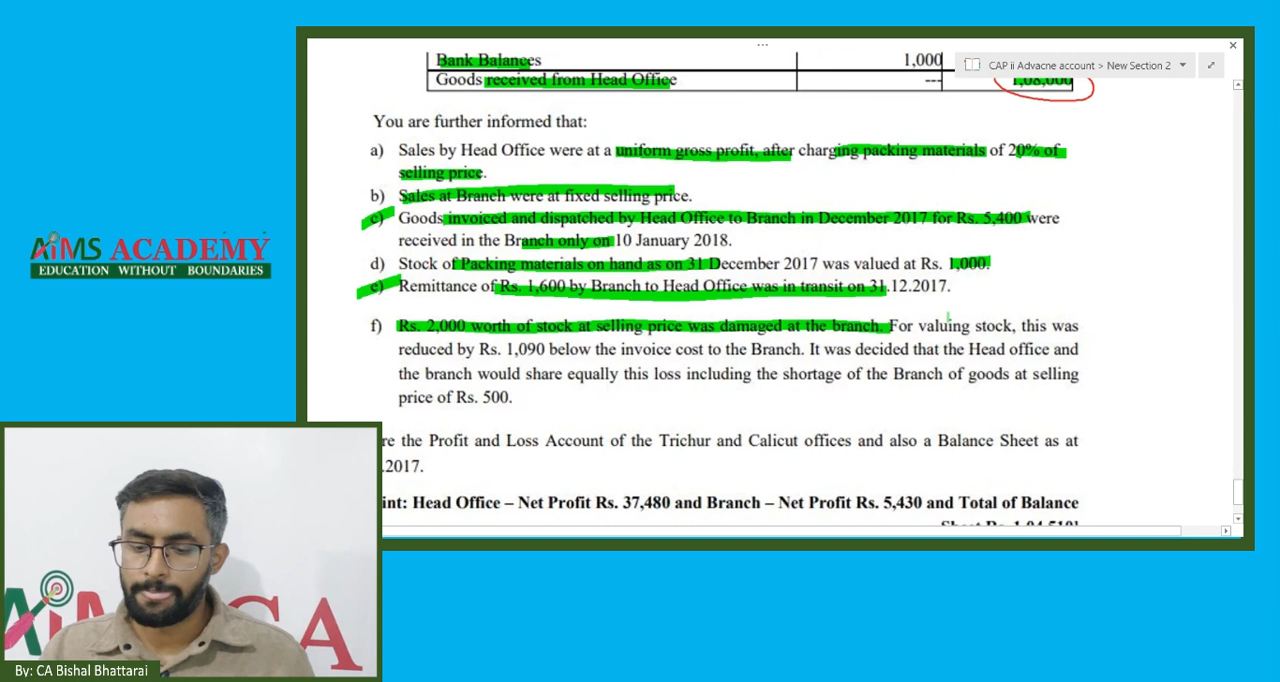 Bank Balances 1,000
CAP ii Advacne account > New Section 2
Goods received from Head Office --- 1,08,000
You are further informed that:
a) Sales by Head Office were at a uniform gross profit, after charging packing materials of 20% of
selling price.
b) Sales at Branch were at fixed selling price.
c) Goods invoiced and dispatched by Head Office to Branch in December 2017 for Rs. 5,400 were
received in the Branch only on 10 January 2018.
AiMS ACADEMY
EDUCATION WITHOUT BOUNDARIES
d) Stock of Packing materials on hand as on 31 December 2017 was valued at Rs. 1,000.
e) Remittance of Rs. 1,600 by Branch to Head Office was in transit on 31.12.2017.
f) Rs. 2,000 worth of stock at selling price was damaged at the branch. For valuing stock, this was
reduced by Rs. 1,090 below the invoice cost to the Branch. It was decided that the Head office and
the branch would share equally this loss including the shortage of the Branch of goods at selling
price of Rs. 500.
re the Profit and Loss Account of the Trichur and Calicut offices and also a Balance Sheet as at
.2017.
int: Head Office – Net Profit Rs. 37,480 and Branch – Net Profit Rs. 5,430 and Total of Balance
By: CA Bishal Bhattarai